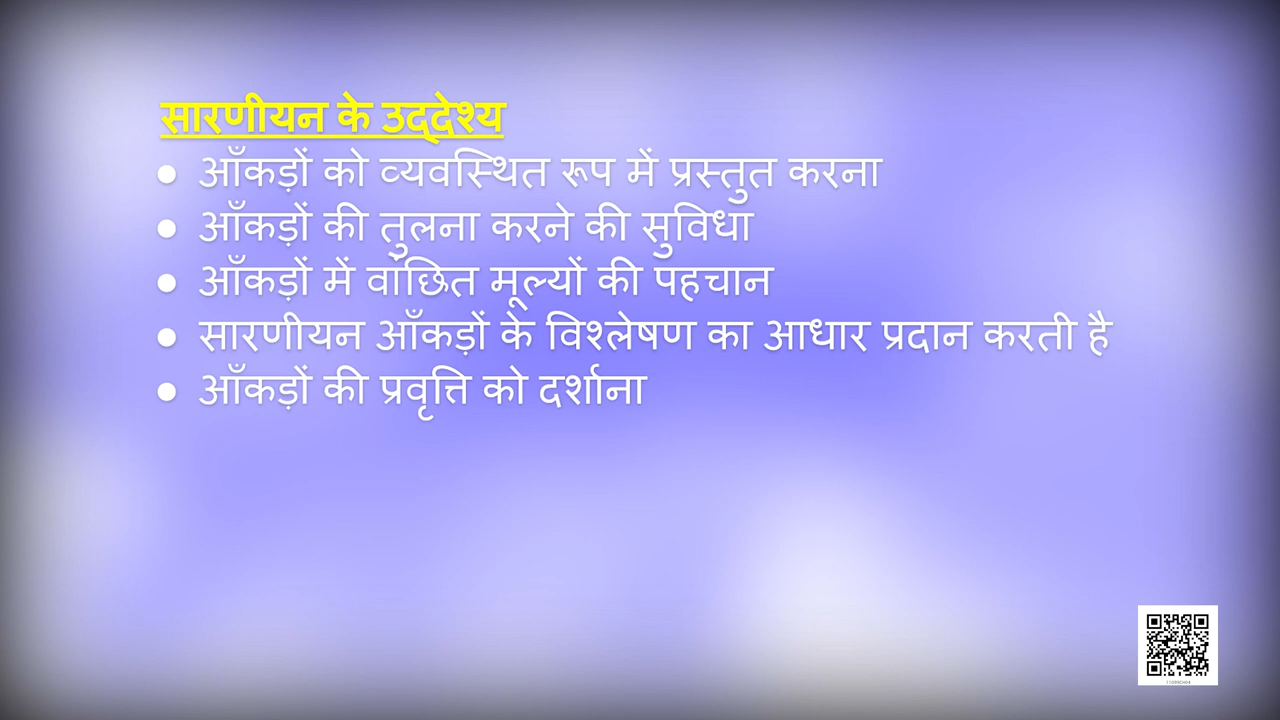 सारणीयन के उद्देश्य
● आँकड़ों को व्यवस्थित रूप में प्रस्तुत करना
● आँकड़ों की तुलना करने की सुविधा
● आँकड़ों में वांछित मूल्यों की पहचान
● सारणीयन आँकड़ों के विश्लेषण का आधार प्रदान करती है
● आँकड़ों की प्रवृत्ति को दर्शाना